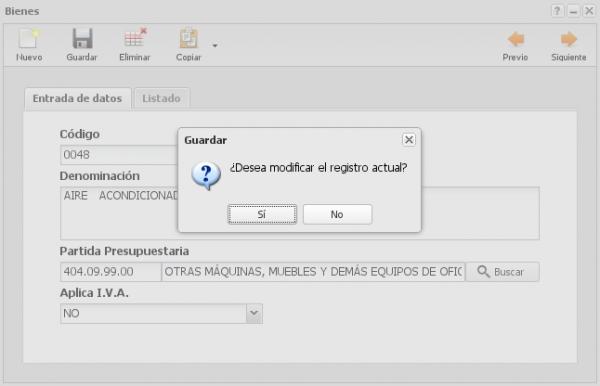 Bienes
Nuevo Guardar Eliminar Copiar Previo Siguiente
Entrada de datos Listado
Código
0048
Guardar
¿Desea modificar el registro actual?
Sí No
Denominación
AIRE ACONDICIONAD
Partida Presupuestaria
404.09.99.00 OTRAS MÁQUINAS, MUEBLES Y DEMÁS EQUIPOS DE OFIC Buscar
Aplica I.V.A.
NO